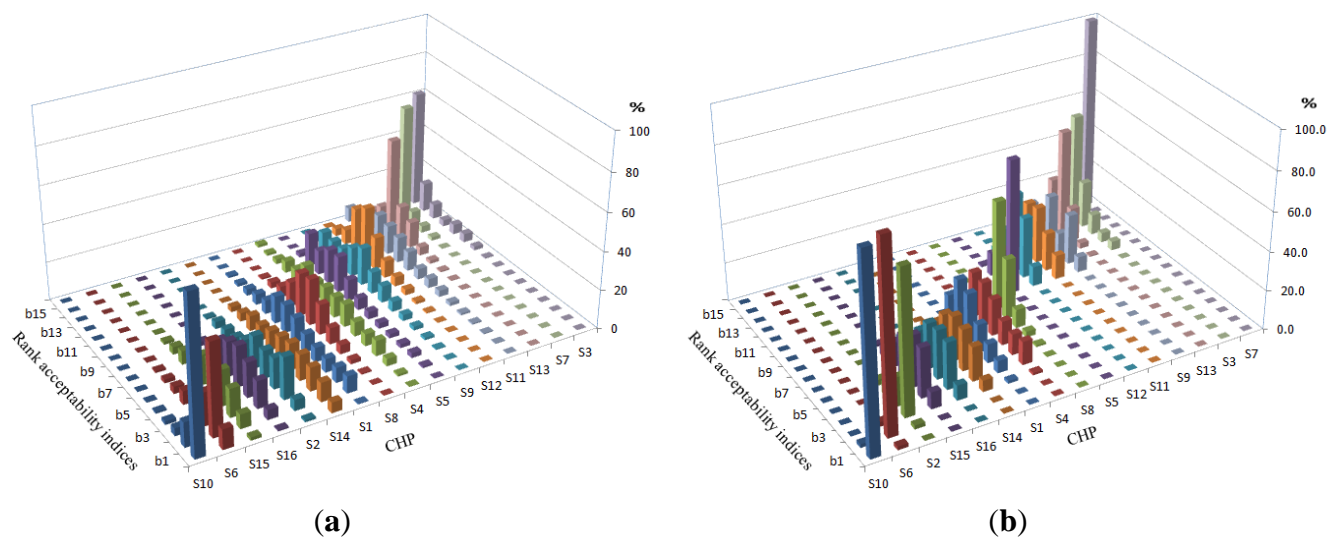 %
100
80
60
40
20
0
b15
b13
b11
b9
b7
b5
b3
b1
Rank acceptability indices
S10
S6
S15
S16
S2
S14
S1
S8
S4
S5
S9
S12
S11
S13
S7
S3
CHP
(a)
%
100.0
80.0
60.0
40.0
20.0
0.0
b15
b13
b11
b9
b7
b5
b3
b1
Rank acceptability indices
S10
S6
S2
S15
S16
S14
S1
S4
S8
S5
S12
S11
S9
S13
S3
S7
CHP
(b)